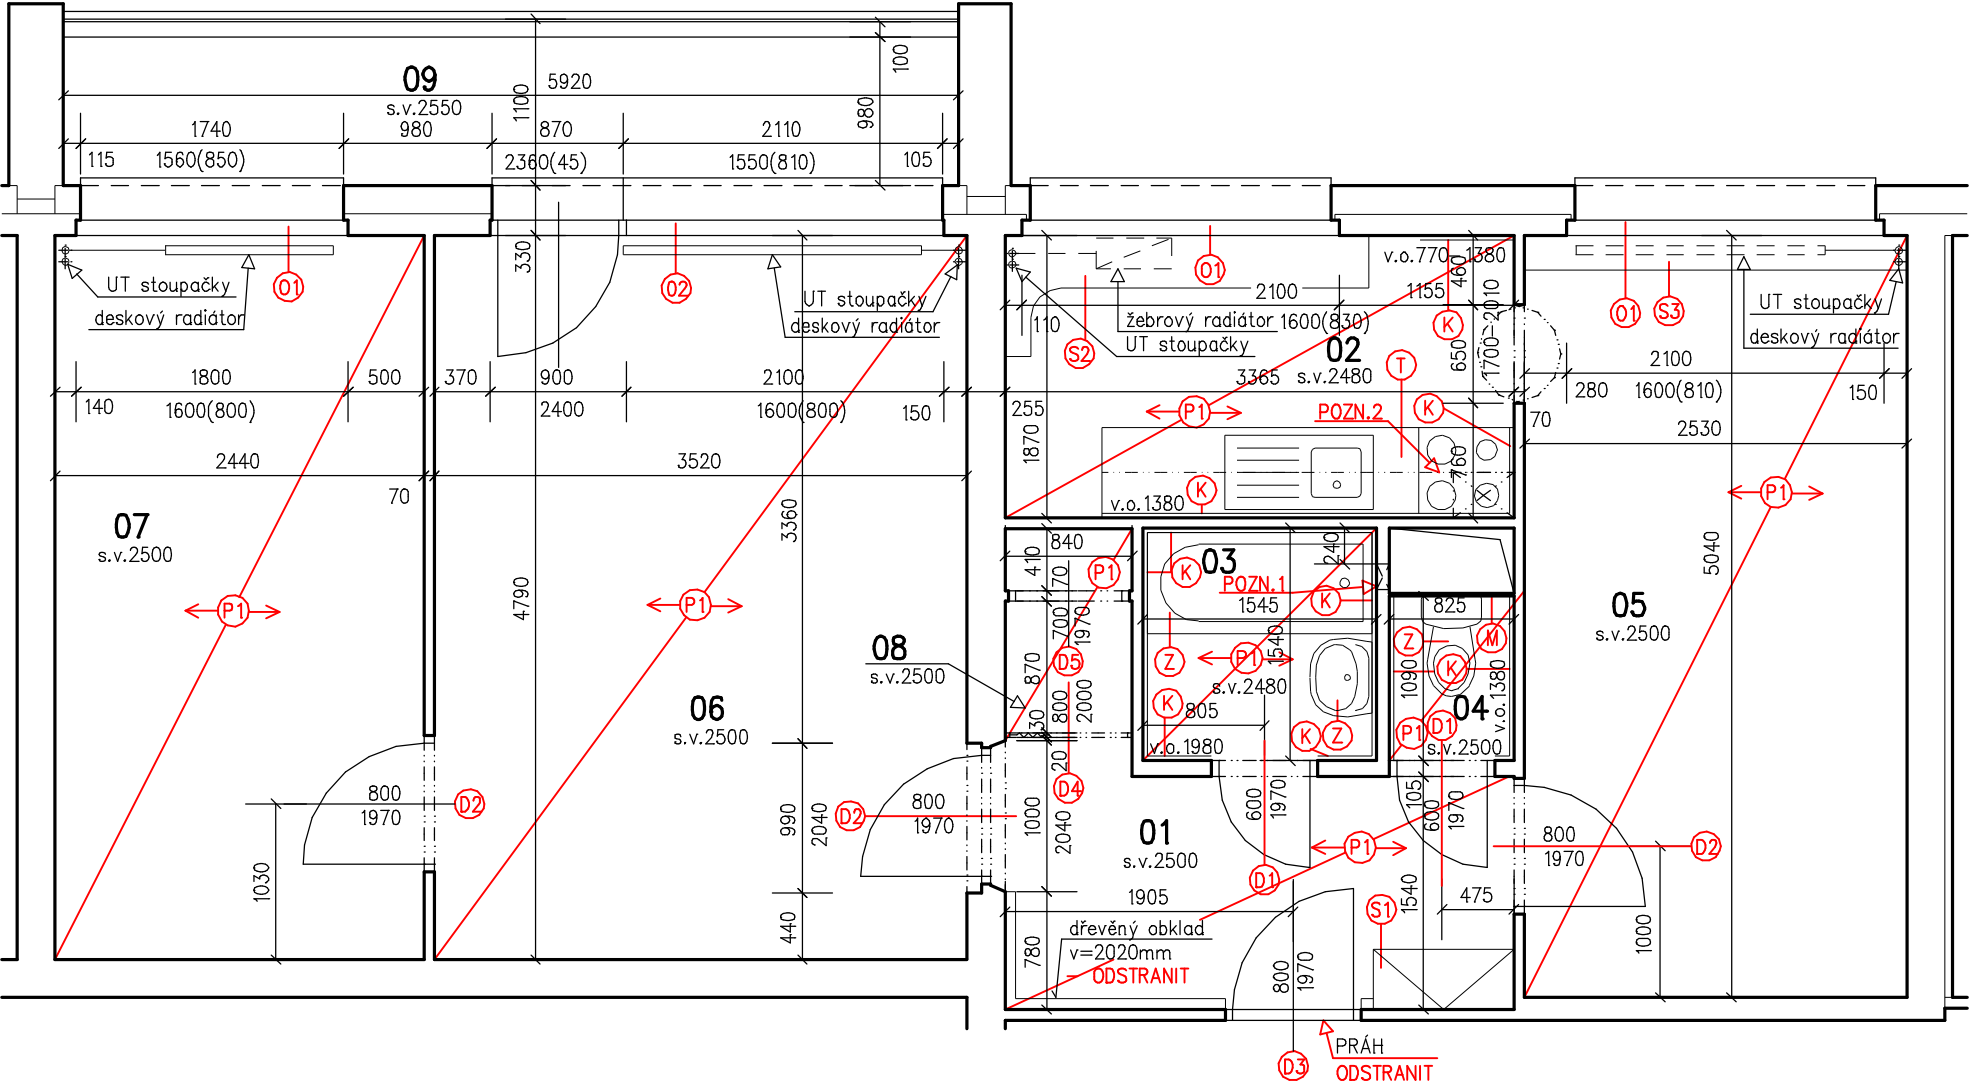 09
s.v.2550
5920
1100
100
980
1740
980
870
2110
115
1560(850)
2360(45)
1550(810)
105
330
UT stoupačky
deskový radiátor
O1
O2
UT stoupačky
deskový radiátor
1800
500
370
900
2100
140
1600(800)
2400
1600(800)
150
2440
70
3520
07
s.v.2500
P1
4790
3360
P1
06
s.v.2500
08
s.v.2500
800
1970
D2
1030
D2
800
1970
990
2040
440
v.o.770
1380
460
O1
2100
1155
110
žebrový radiátor
1600(830)
UT stoupačky
S2
K
02
s.v.2480
650
1700-2010
T
3365
255
P1
POZN.2
K
1870
760
K
v.o.1380
70
O1
S3
UT stoupačky
deskový radiátor
2100
280
1600(810)
150
2530
P1
5040
05
s.v.2500
840
410
70
P1
700
1970
D5
870
800
2000
30
20
D4
03
K
240
POZN.1
1545
K
Z
P1
1540
s.v.2480
K
805
K
Z
v.o.1980
825
Z
M
K
1090
v.o.1380
04
P1
D1
s.v.2500
1000
2040
01
s.v.2500
600
1970
D1
P1
105
600
1970
800
1970
D2
1905
475
S1
1540
1000
dřevěný obklad
v=2020mm
- ODSTRANIT
780
800
1970
D3
PRÁH
ODSTRANIT